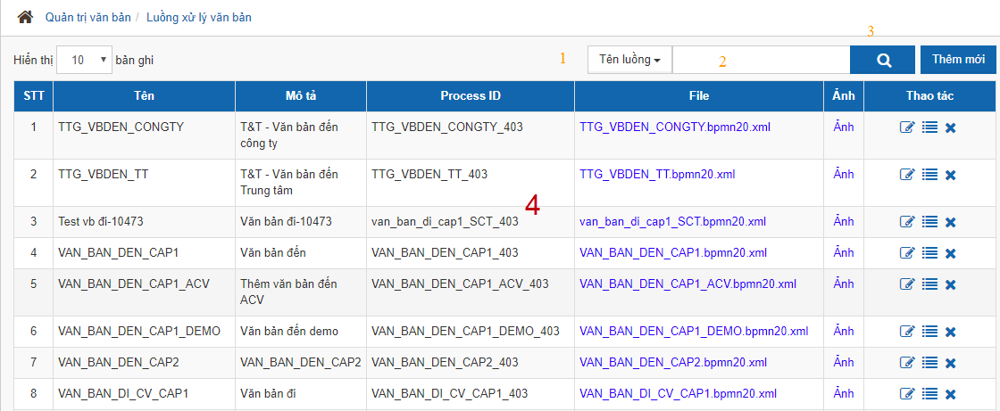 Quản trị văn bản / Luồng xử lý văn bản
3
Hiển thị 10 bản ghi 1 Tên luồng 2 Thêm mới
STT Tên Mô tả Process ID File Ảnh Thao tác
1 TTG_VBDEN_CONGTY T&T - Văn bản đến TTG_VBDEN_CONGTY_403 TTG_VBDEN_CONGTY.bpmn20.xml Ảnh
công ty
2 TTG_VBDEN_TT T&T - Văn bản đến TTG_VBDEN_TT_403 TTG_VBDEN_TT.bpmn20.xml Ảnh
Trung tâm
4
3 Test vb đi-10473 Văn bản đi-10473 van_ban_di_cap1_SCT_403 van_ban_di_cap1_SCT.bpmn20.xml Ảnh
4 VAN_BAN_DEN_CAP1 Văn bản đến VAN_BAN_DEN_CAP1_403 VAN_BAN_DEN_CAP1.bpmn20.xml Ảnh
5 VAN_BAN_DEN_CAP1_ACV Thêm văn bản đến VAN_BAN_DEN_CAP1_ACV_403 VAN_BAN_DEN_CAP1_ACV.bpmn20.xml Ảnh
ACV
6 VAN_BAN_DEN_CAP1_DEMO Văn bản đến demo VAN_BAN_DEN_CAP1_DEMO_403 VAN_BAN_DEN_CAP1_DEMO.bpmn20.xml Ảnh
7 VAN_BAN_DEN_CAP2 VAN_BAN_DEN_CAP2 VAN_BAN_DEN_CAP2_403 VAN_BAN_DEN_CAP2.bpmn20.xml Ảnh
8 VAN_BAN_DI_CV_CAP1 Văn bản đi VAN_BAN_DI_CV_CAP1_403 VAN_BAN_DI_CV_CAP1.bpmn20.xml Ảnh